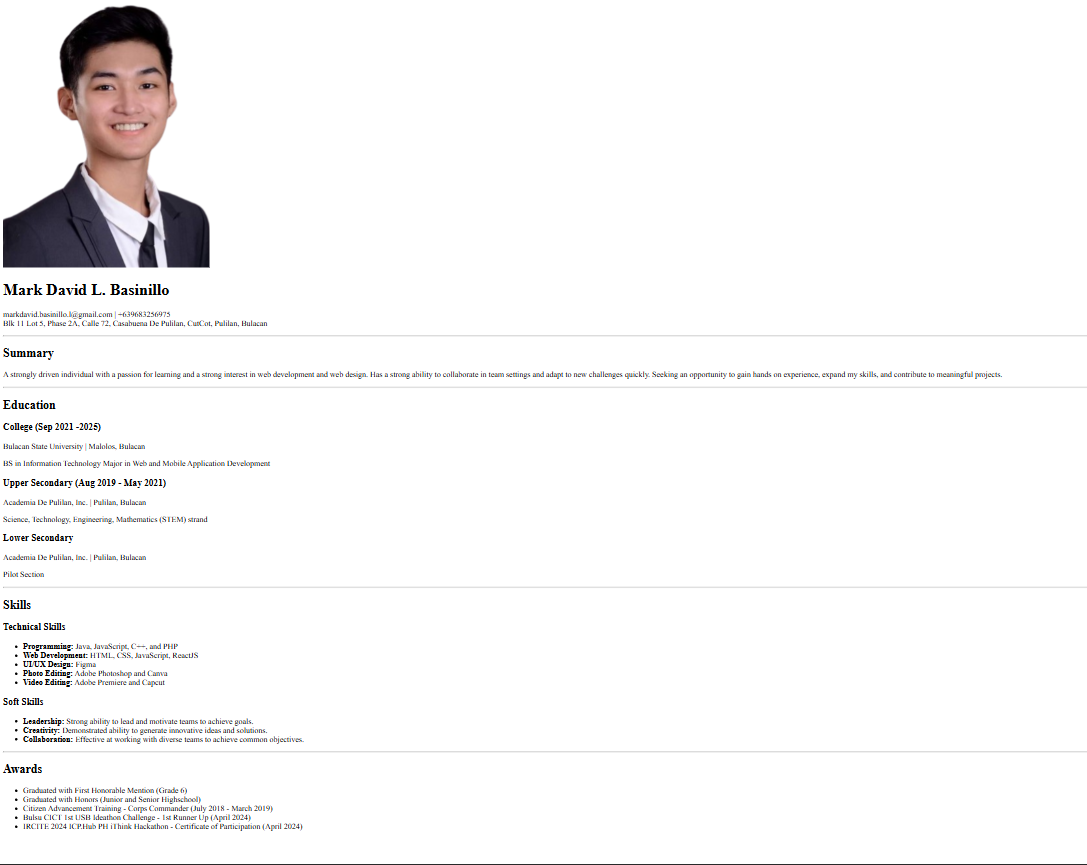 Mark David L. Basinillo
markdavid.basinillo.l@gmail.com | +639683256975
Blk 11 Lot 5, Phase 2A, Calle 72, Casabuena De Pulilan, CutCot, Pulilan, Bulacan
Summary
A strongly driven individual with a passion for learning and a strong interest in web development and web design. Has a strong ability to collaborate in team settings and adapt to new challenges quickly. Seeking an opportunity to gain hands on experience, expand my skills, and contribute to meaningful projects.
Education
College (Sep 2021 -2025)
Bulacan State University | Malolos, Bulacan
BS in Information Technology Major in Web and Mobile Application Development
Upper Secondary (Aug 2019 - May 2021)
Academia De Pulilan, Inc. | Pulilan, Bulacan
Science, Technology, Engineering, Mathematics (STEM) strand
Lower Secondary
Academia De Pulilan, Inc. | Pulilan, Bulacan
Pilot Section
Skills
Technical Skills
• Programming: Java, JavaScript, C++, and PHP
• Web Development: HTML, CSS, JavaScript, ReactJS
• UI/UX Design: Figma
• Photo Editing: Adobe Photoshop and Canva
• Video Editing: Adobe Premiere and Capcut
Soft Skills
• Leadership: Strong ability to lead and motivate teams to achieve goals.
• Creativity: Demonstrated ability to generate innovative ideas and solutions.
• Collaboration: Effective at working with diverse teams to achieve common objectives.
Awards
• Graduated with First Honorable Mention (Grade 6)
• Graduated with Honors (Junior and Senior Highschool)
• Citizen Advancement Training - Corps Commander (July 2018 - March 2019)
• Bulsu CICT 1st USB Ideathon Challenge - 1st Runner Up (April 2024)
• IRCITE 2024 ICP.Hub PH iThink Hackathon - Certificate of Participation (April 2024)